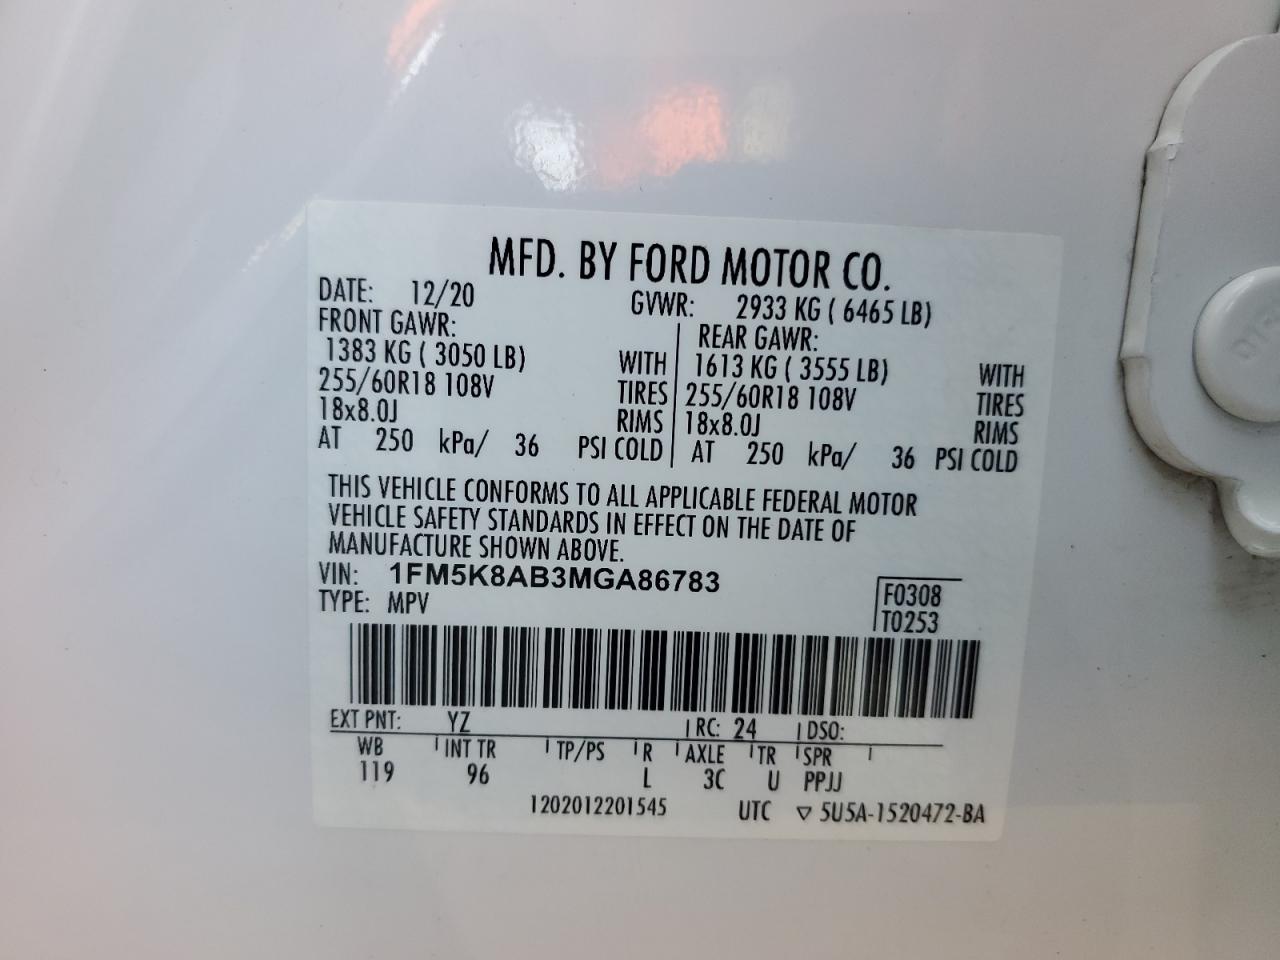 MFD. BY FORD MOTOR CO.
DATE: 12/20 GVWR: 2933 KG ( 6465 LB)
FRONT GAWR: REAR GAWR:
1383 KG ( 3050 LB) WITH 1613 KG ( 3555 LB) WITH
255/60R18 108V TIRES 255/60R18 108V TIRES
18x8.0J RIMS 18x8.0J RIMS
AT 250 kPa/ 36 PSI COLD AT 250 kPa/ 36 PSI COLD
THIS VEHICLE CONFORMS TO ALL APPLICABLE FEDERAL MOTOR
VEHICLE SAFETY STANDARDS IN EFFECT ON THE DATE OF
MANUFACTURE SHOWN ABOVE.
VIN: 1FM5K8AB3MGA86783
TYPE: MPV
F0308
T0253
EXT PNT: YZ RC: 24 DSO:
WB INT TR TP/PS R AXLE TR SPR
119 96 L 3C U PPJJ
1202012201545 UTC ▽ 5U5A-1520472-BA